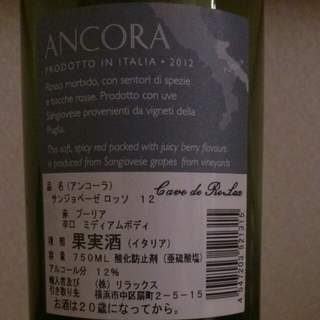 ANCORA
PRODOTTO IN ITALIA • 2012
Rosso morbido, con sentori di spezie
e bacche rosse. Prodotto con uve
Sangiovese provenienti da vigneti della
Puglia.
This soft, spicy red packed with juicy berry flavours
is produced from Sangiovese grapes from vineyards
品 名(アンコーラ)
サンジョベーゼ ロッソ 12
Cave de ReLax
赤 プーリア
辛口 ミディアムボディ
種 類 果実酒 (イタリア)
容 量 750ML 酸化防止剤 (亜硫酸塩)
アルコール分 12%
輸入者及び (株) リラックス
引き取り先 横浜市中区扇町2-5-15
お酒は20歳になってから。
4 947203 621315